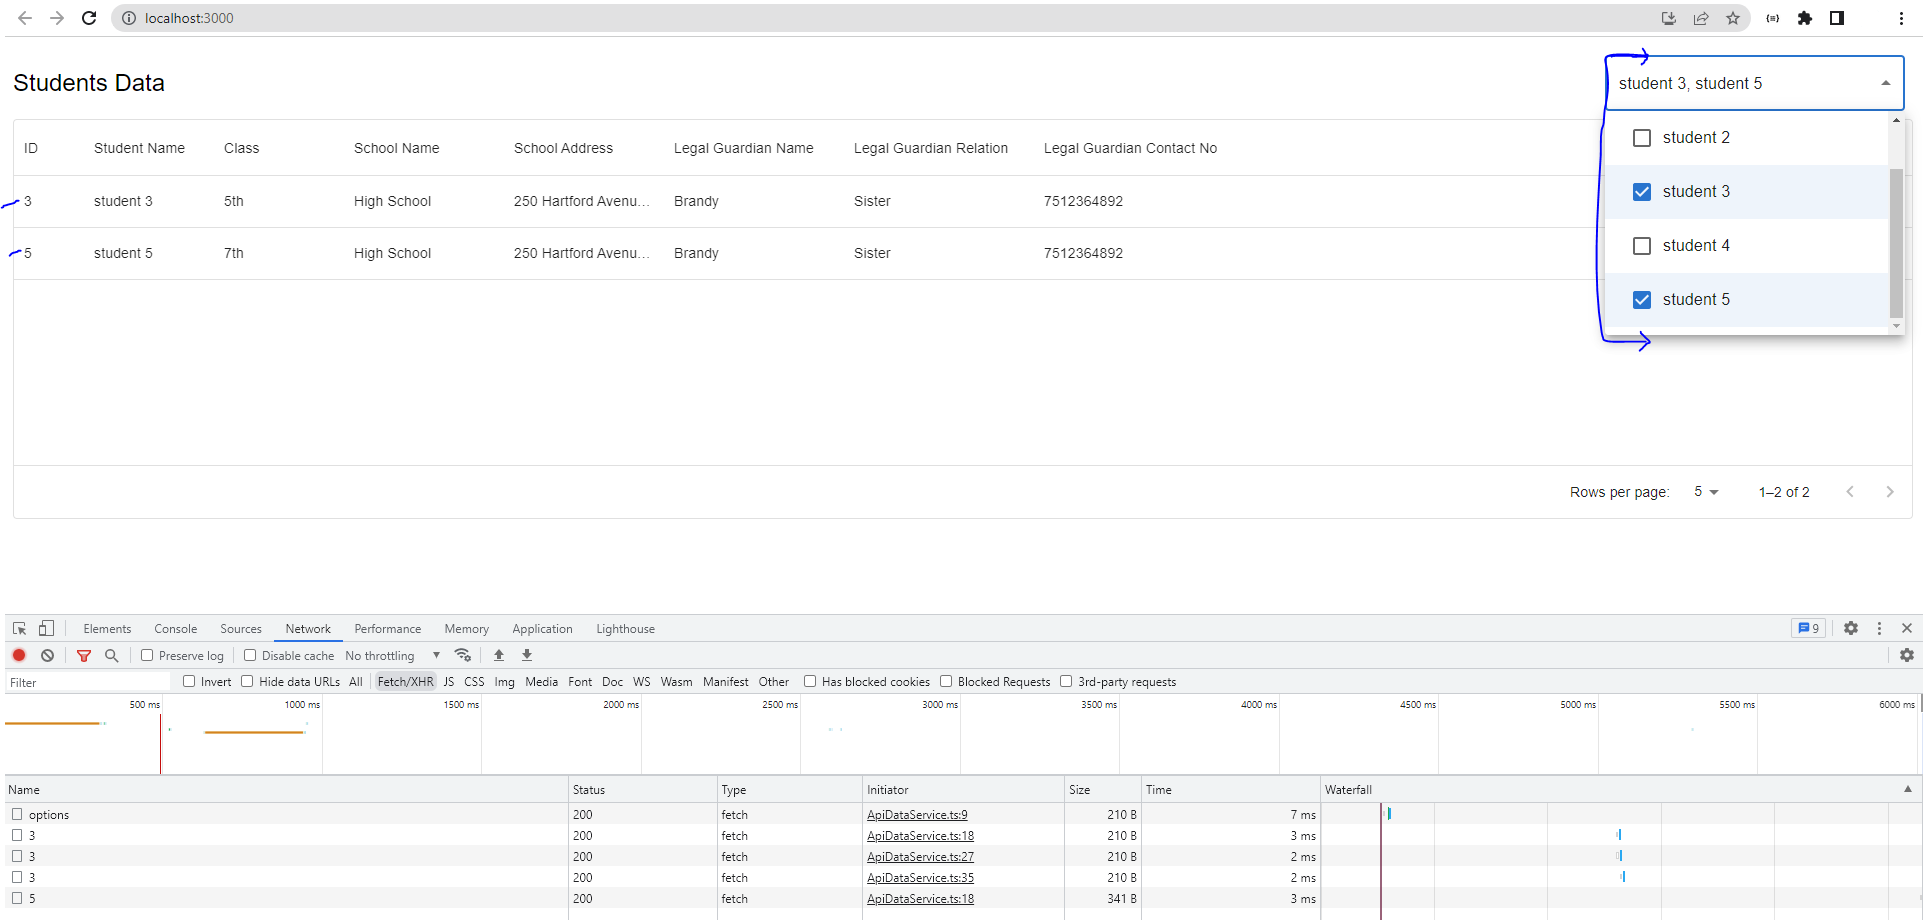 localhost:3000
Students Data
student 3, student 5
ID Student Name Class School Name School Address Legal Guardian Name Legal Guardian Relation Legal Guardian Contact No
3 student 3 5th High School 250 Hartford Avenu... Brandy Sister 7512364892
5 student 5 7th High School 250 Hartford Avenu... Brandy Sister 7512364892
student 2
student 3
student 4
student 5
Rows per page: 5 1–2 of 2
Elements Console Sources Network Performance Memory Application Lighthouse 9
Preserve log Disable cache No throttling
Filter Invert Hide data URLs All Fetch/XHR JS CSS Img Media Font Doc WS Wasm Manifest Other Has blocked cookies Blocked Requests 3rd-party requests
500 ms 1000 ms 1500 ms 2000 ms 2500 ms 3000 ms 3500 ms 4000 ms 4500 ms 5000 ms 5500 ms 6000 ms
Name Status Type Initiator Size Time Waterfall
options 200 fetch ApiDataService.ts:9 210 B 7 ms
3 200 fetch ApiDataService.ts:18 210 B 3 ms
3 200 fetch ApiDataService.ts:27 210 B 2 ms
3 200 fetch ApiDataService.ts:35 210 B 2 ms
5 200 fetch ApiDataService.ts:18 341 B 3 ms